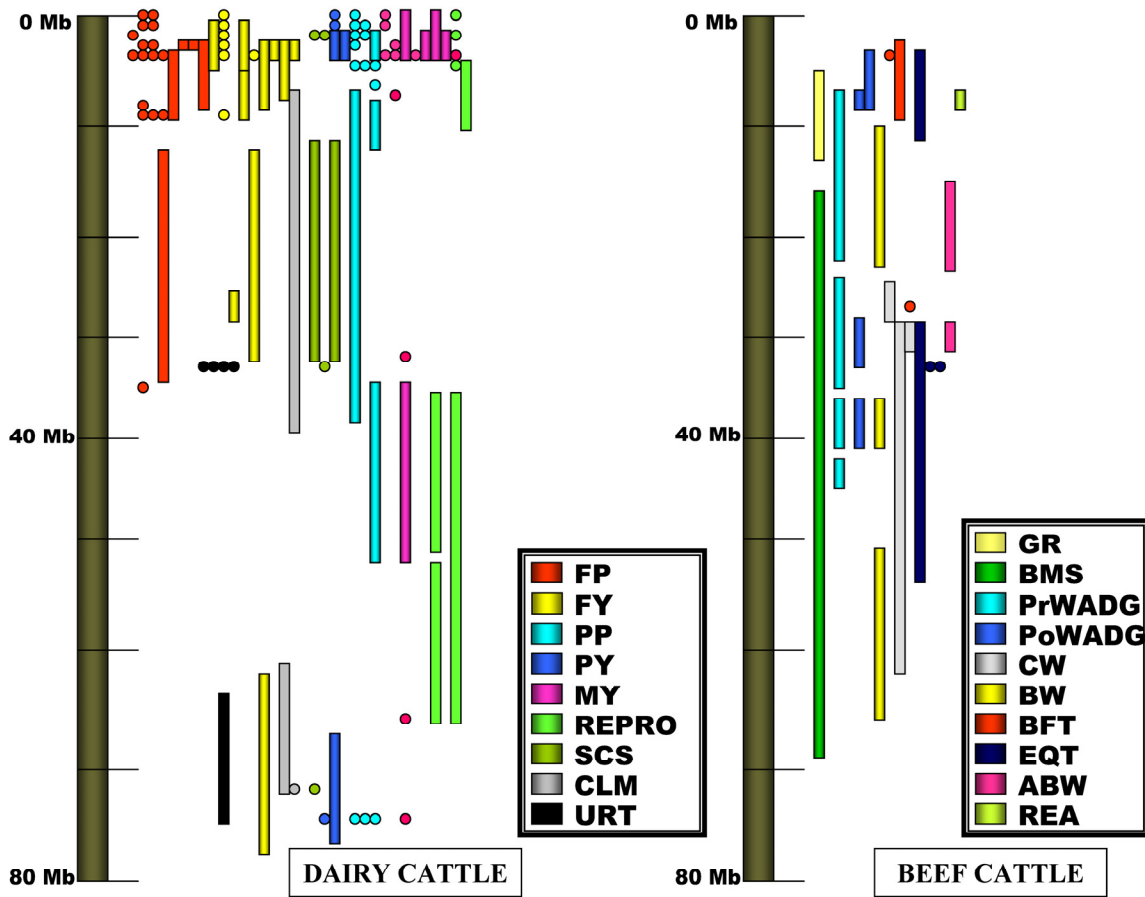 0 Mb
40 Mb
80 Mb
FP
FY
PP
PY
MY
REPRO
SCS
CLM
URT
DAIRY CATTLE
0 Mb
40 Mb
80 Mb
GR
BMS
PrWADG
PoWADG
CW
BW
BFT
EQT
ABW
REA
BEEF CATTLE